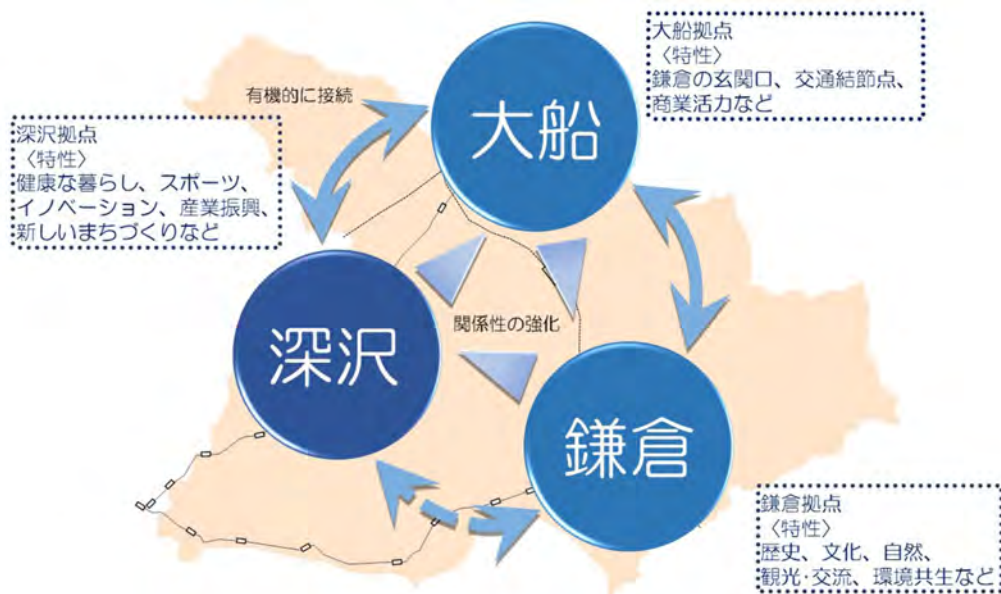 大船拠点
〈特性〉
鎌倉の玄関口、交通結節点、
商業活力など
有機的に接続
大船
深沢拠点
〈特性〉
健康な暮らし、スポーツ、
イノベーション、産業振興、
新しいまちづくりなど
関係性の強化
深沢
鎌倉
鎌倉拠点
〈特性〉
歴史、文化、自然、
観光・交流、環境共生など